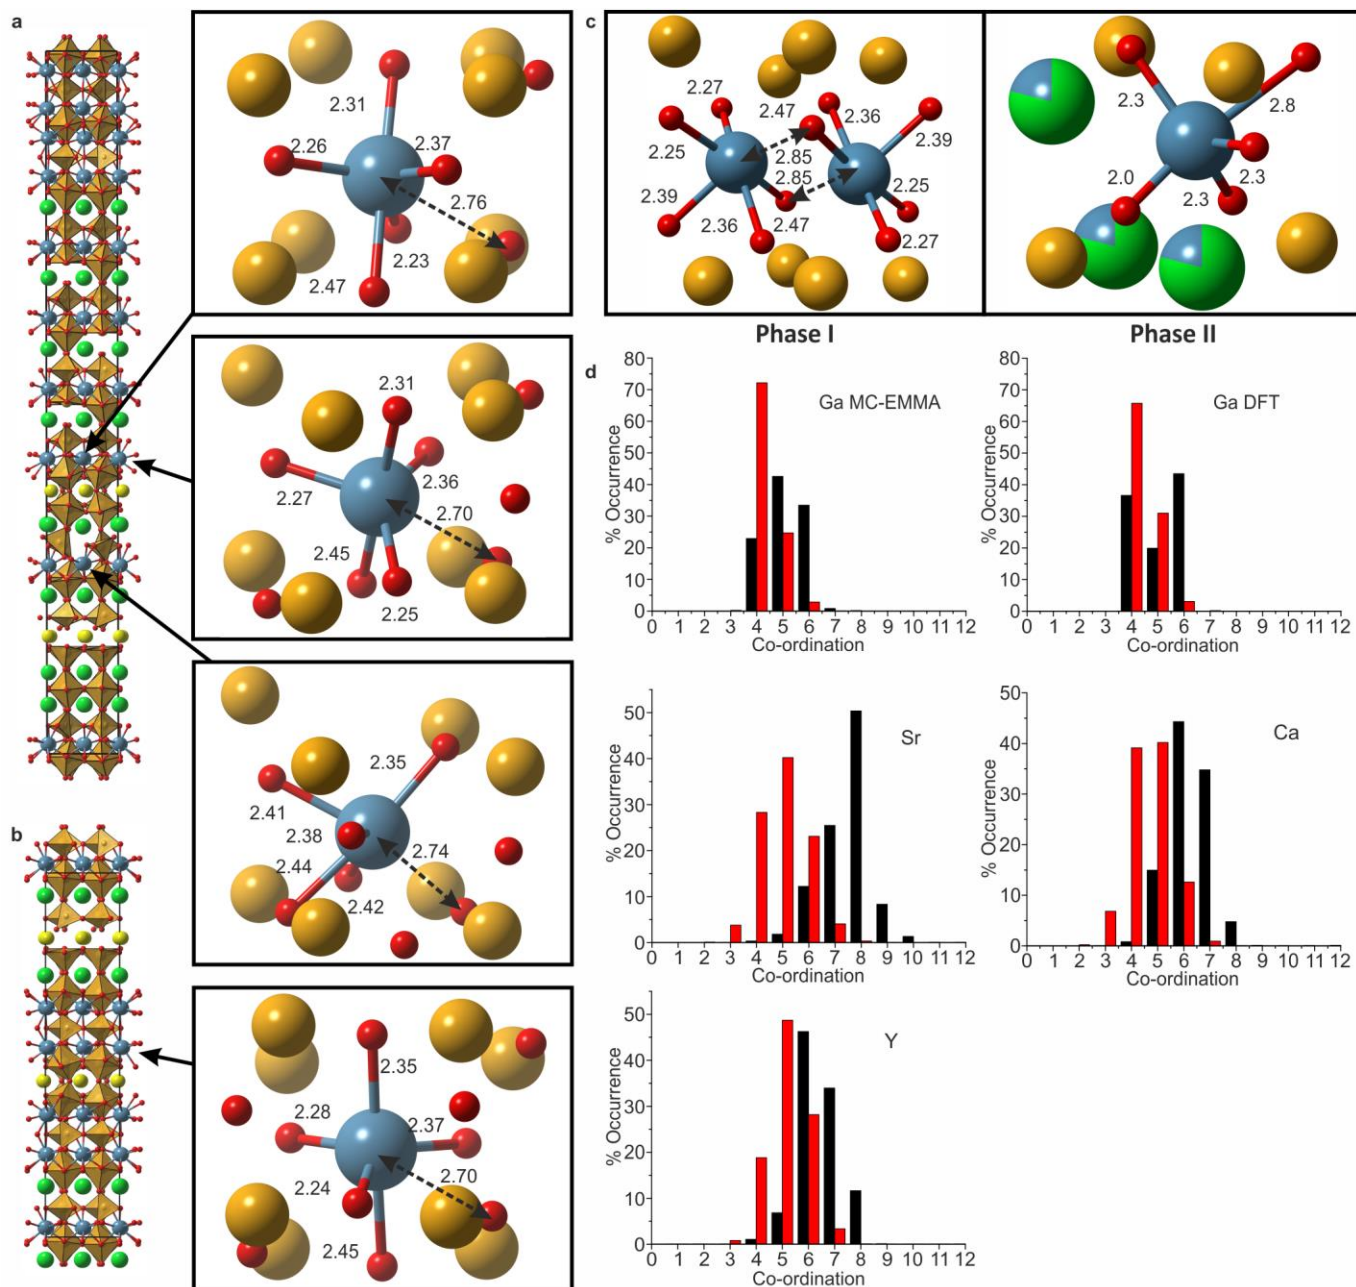 a
2.31
2.26
2.37
2.76
2.23
2.47
2.31
2.27
2.36
2.70
2.45
2.25
2.35
2.41
2.38
2.74
2.44
2.42
b
2.35
2.28
2.37
2.70
2.24
2.45
c
2.27
2.47
2.36
2.25
2.85
2.39
2.85
2.39
2.25
2.36
2.47
2.27
2.3
2.8
2.0
2.3
2.3
Phase I
Phase II
d
80
70
60
50
40
30
20
10
0
% Occurrence
Ga MC-EMMA
0 1 2 3 4 5 6 7 8 9 10 11 12
Co-ordination
80
70
60
50
40
30
20
10
0
% Occurrence
Ga DFT
0 1 2 3 4 5 6 7 8 9 10 11 12
Co-ordination
50
40
30
20
10
0
% Occurrence
Sr
0 1 2 3 4 5 6 7 8 9 10 11 12
Co-ordination
50
40
30
20
10
0
% Occurrence
Ca
0 1 2 3 4 5 6 7 8 9 10 11 12
Co-ordination
50
40
30
20
10
0
% Occurrence
Y
0 1 2 3 4 5 6 7 8 9 10 11 12
Co-ordination